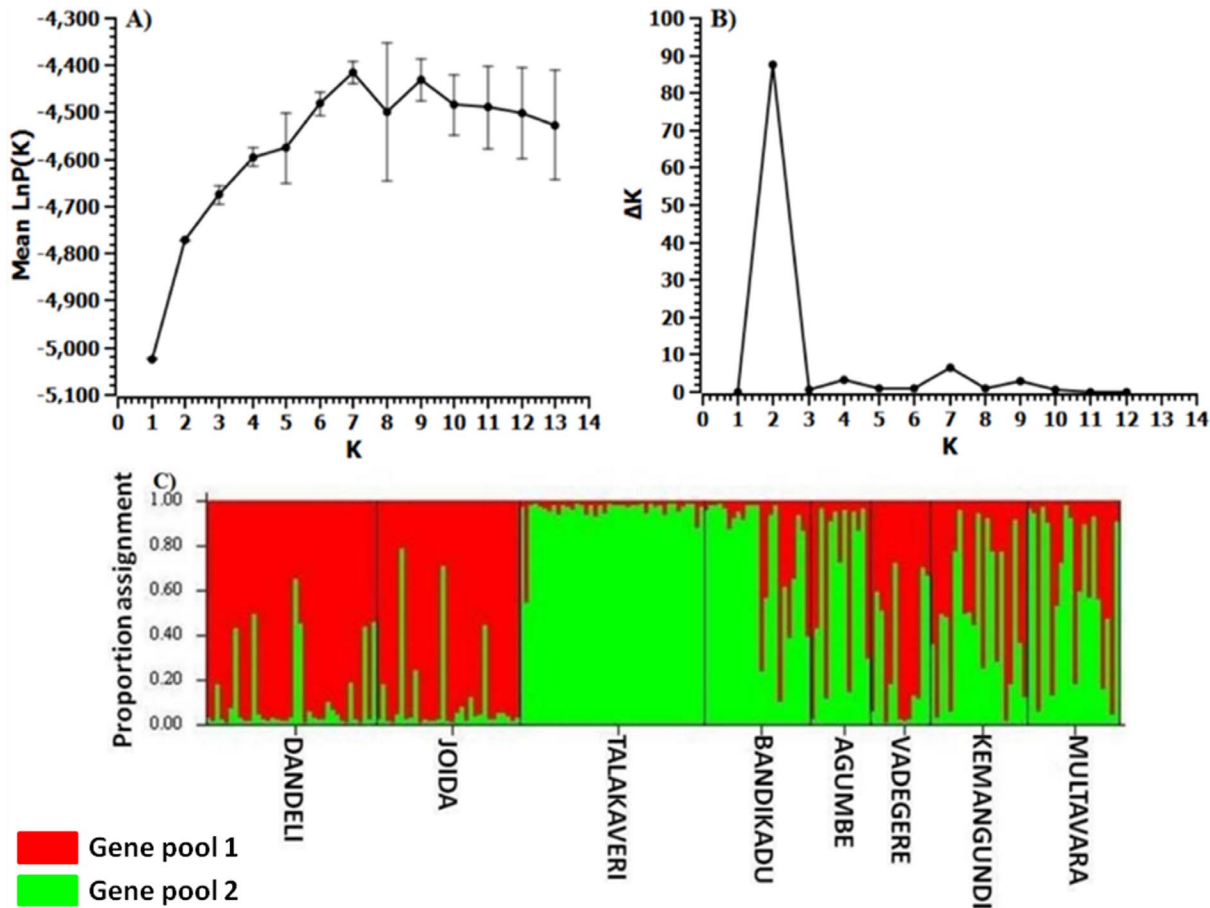 A)
Mean LnP(K)
-4,300
-4,400
-4,500
-4,600
-4,700
-4,800
-4,900
-5,000
-5,100
0 1 2 3 4 5 6 7 8 9 10 11 12 13 14
K
B)
ΔK
100
90
80
70
60
50
40
30
20
10
0
0 1 2 3 4 5 6 7 8 9 10 11 12 13 14
K
C)
Proportion assignment
1.00
0.80
0.60
0.40
0.20
0.00
DANDELI
JOIDA
TALAKAVERI
BANDIKADU
AGUMBE
VADEGERE
KEMANGUNDI
MULTAVARA
Gene pool 1
Gene pool 2